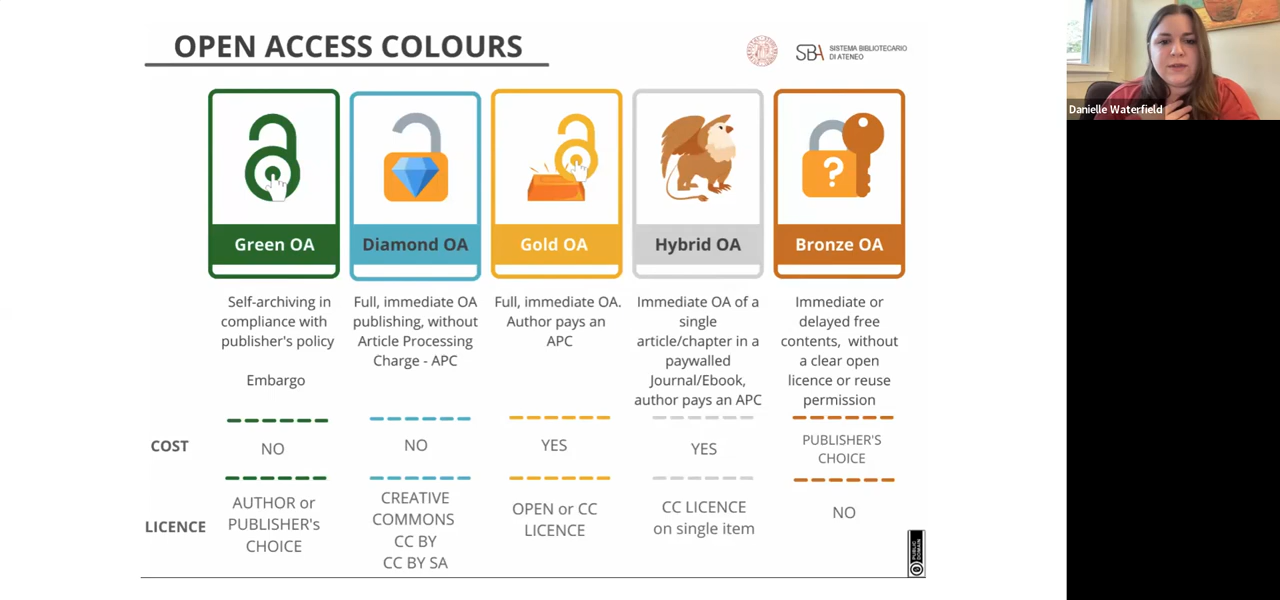 OPEN ACCESS COLOURS
SBA
SISTEMA BIBLIOTECARIO
DI ATENEO
Danielle Waterfield
Green OA
Diamond OA
Gold OA
Hybrid OA
?
Bronze OA
Self-archiving in
compliance with
publisher's policy
Embargo
Full, immediate OA
publishing, without
Article Processing
Charge - APC
Full, immediate OA.
Author pays an
APC
Immediate OA of a
single
article/chapter in a
paywalled
Journal/Ebook,
author pays an APC
Immediate or
delayed free
contents, without
a clear open
licence or reuse
permission
COST
NO
NO
YES
YES
PUBLISHER'S
CHOICE
LICENCE
AUTHOR or
PUBLISHER's
CHOICE
CREATIVE
COMMONS
CC BY
CC BY SA
OPEN or CC
LICENCE
CC LICENCE
on single item
NO
PUBLIC
DOMAIN